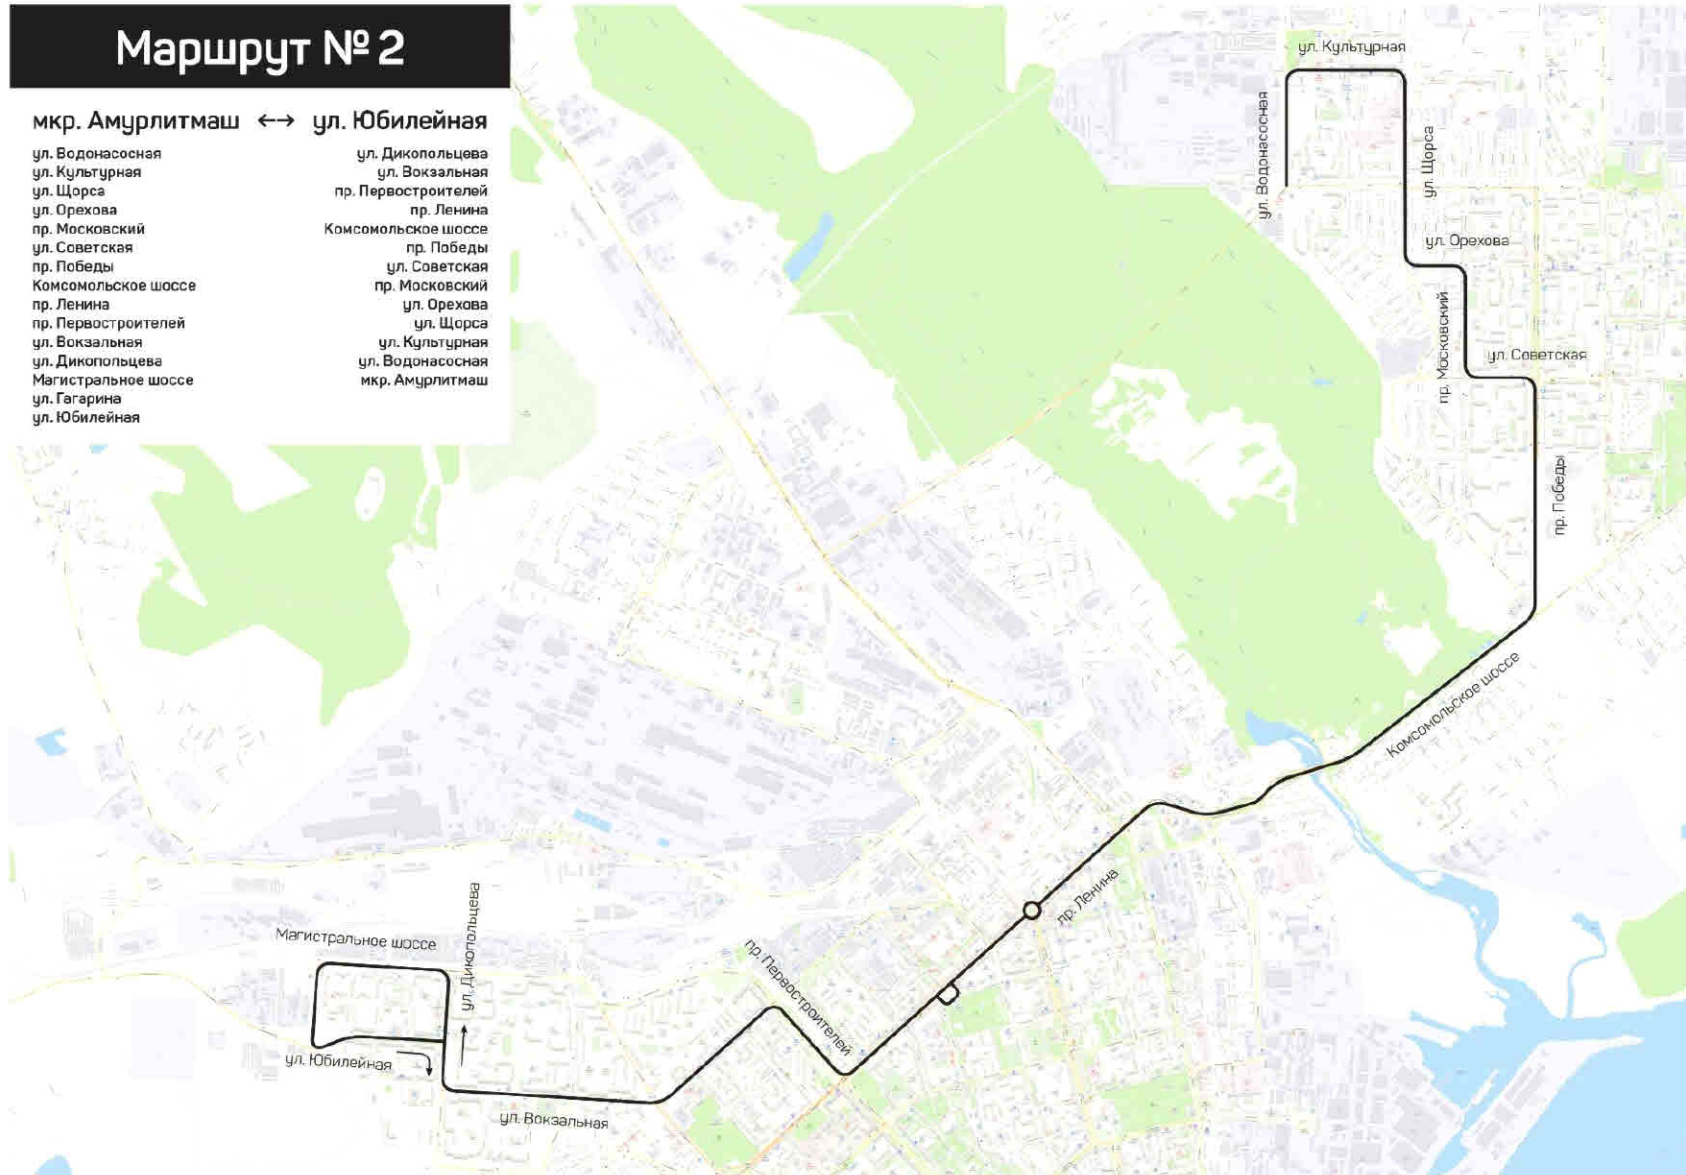 Маршрут № 2
мкр. Амурлитмаш ↔ ул. Юбилейная
ул. Водонасосная
ул. Культурная
ул. Щорса
ул. Орехова
пр. Московский
ул. Советская
пр. Победы
Комсомольское шоссе
пр. Ленина
пр. Первостроителей
ул. Вокзальная
ул. Дикопольцева
Магистральное шоссе
ул. Гагарина
ул. Юбилейная
ул. Дикопольцева
ул. Вокзальная
пр. Первостроителей
пр. Ленина
Комсомольское шоссе
пр. Победы
ул. Советская
пр. Московский
ул. Орехова
ул. Щорса
ул. Культурная
ул. Водонасосная
мкр. Амурлитмаш
ул. Культурная
ул. Водонасосная
ул. Щорса
ул. Орехова
пр. Московский
ул. Советская
пр. Победы
Комсомольское шоссе
пр. Ленина
пр. Первостроителей
ул. Дикопольцева
Магистральное шоссе
ул. Юбилейная
ул. Вокзальная